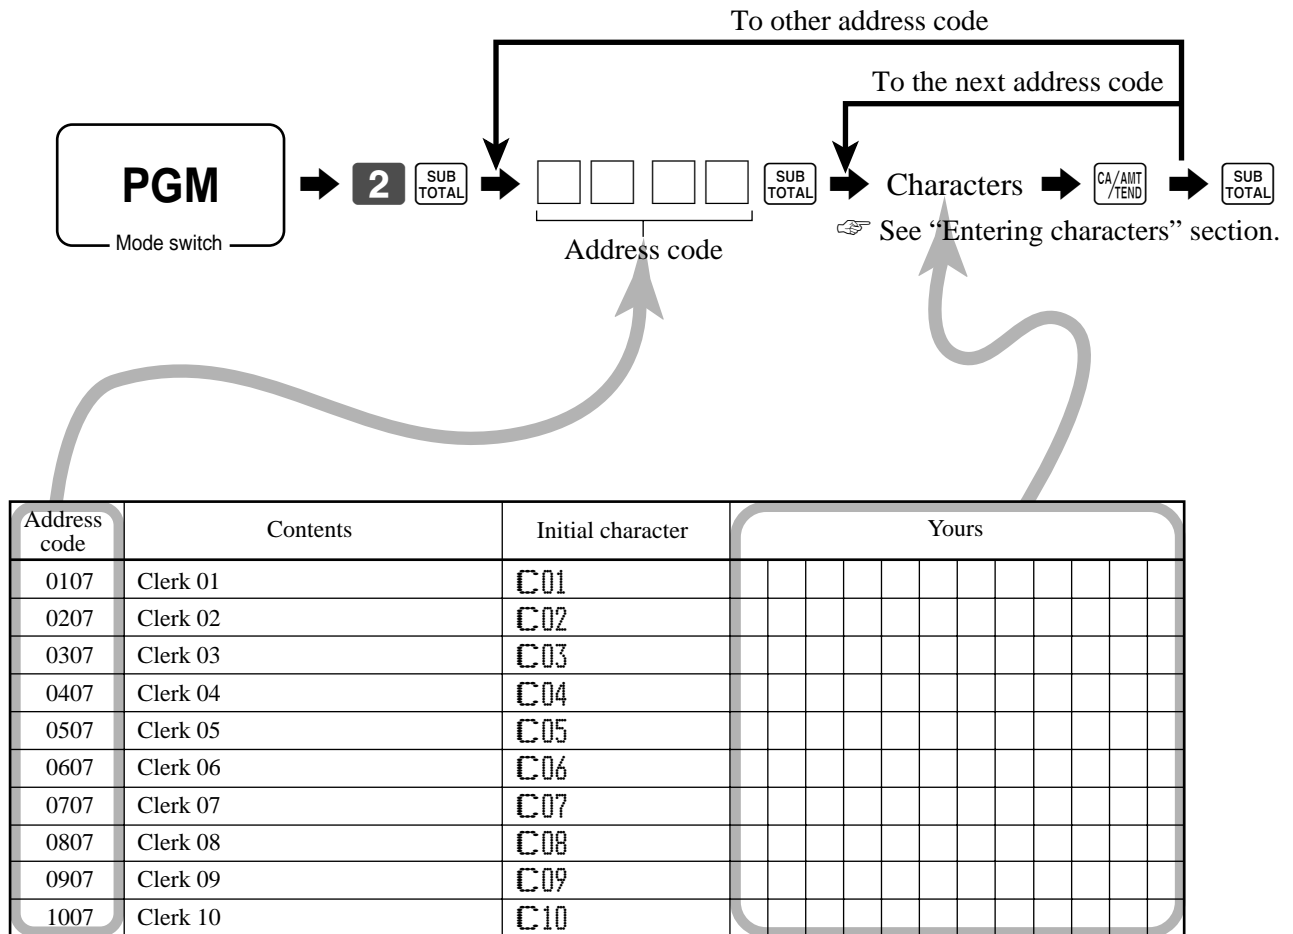 To other address code
To the next address code
PGM
Mode switch
2 SUB TOTAL
Address code
SUB TOTAL
Characters
CA/AMT /TEND
SUB TOTAL
☞ See “Entering characters” section.
Address code Contents Initial character Yours
0107 Clerk 01 C01
0207 Clerk 02 C02
0307 Clerk 03 C03
0407 Clerk 04 C04
0507 Clerk 05 C05
0607 Clerk 06 C06
0707 Clerk 07 C07
0807 Clerk 08 C08
0907 Clerk 09 C09
1007 Clerk 10 C10